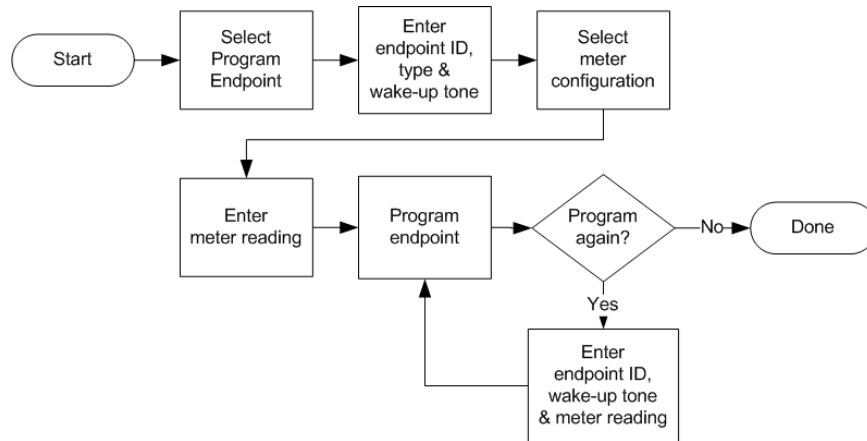 Start
Select
Program
Endpoint
Enter
endpoint ID,
type &
wake-up tone
Select
meter
configuration
Enter
meter reading
Program
endpoint
Program
again?
No
Done
Yes
Enter
endpoint ID,
wake-up tone
& meter reading